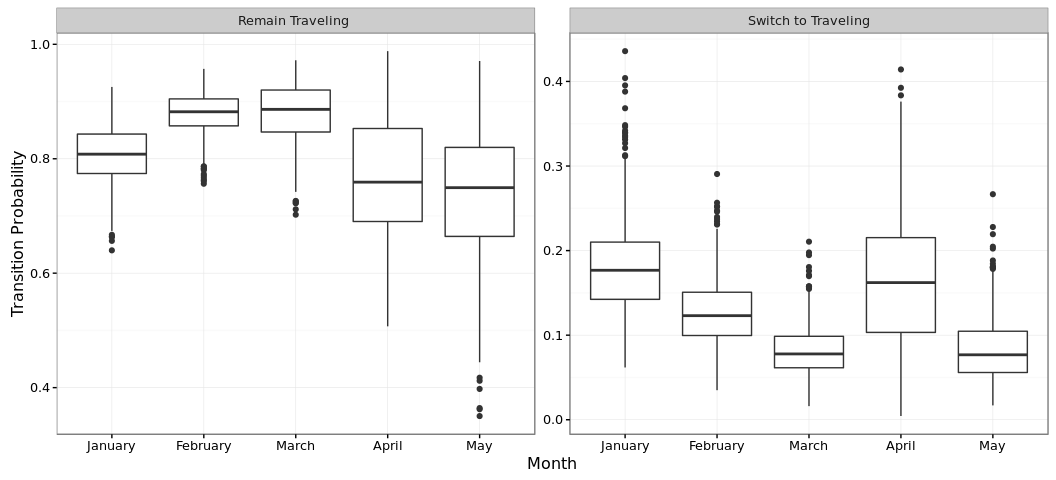 Remain Traveling
Switch to Traveling
Transition Probability
1.0
0.8
0.6
0.4
0.4
0.3
0.2
0.1
0.0
January February March April May
January February March April May
Month